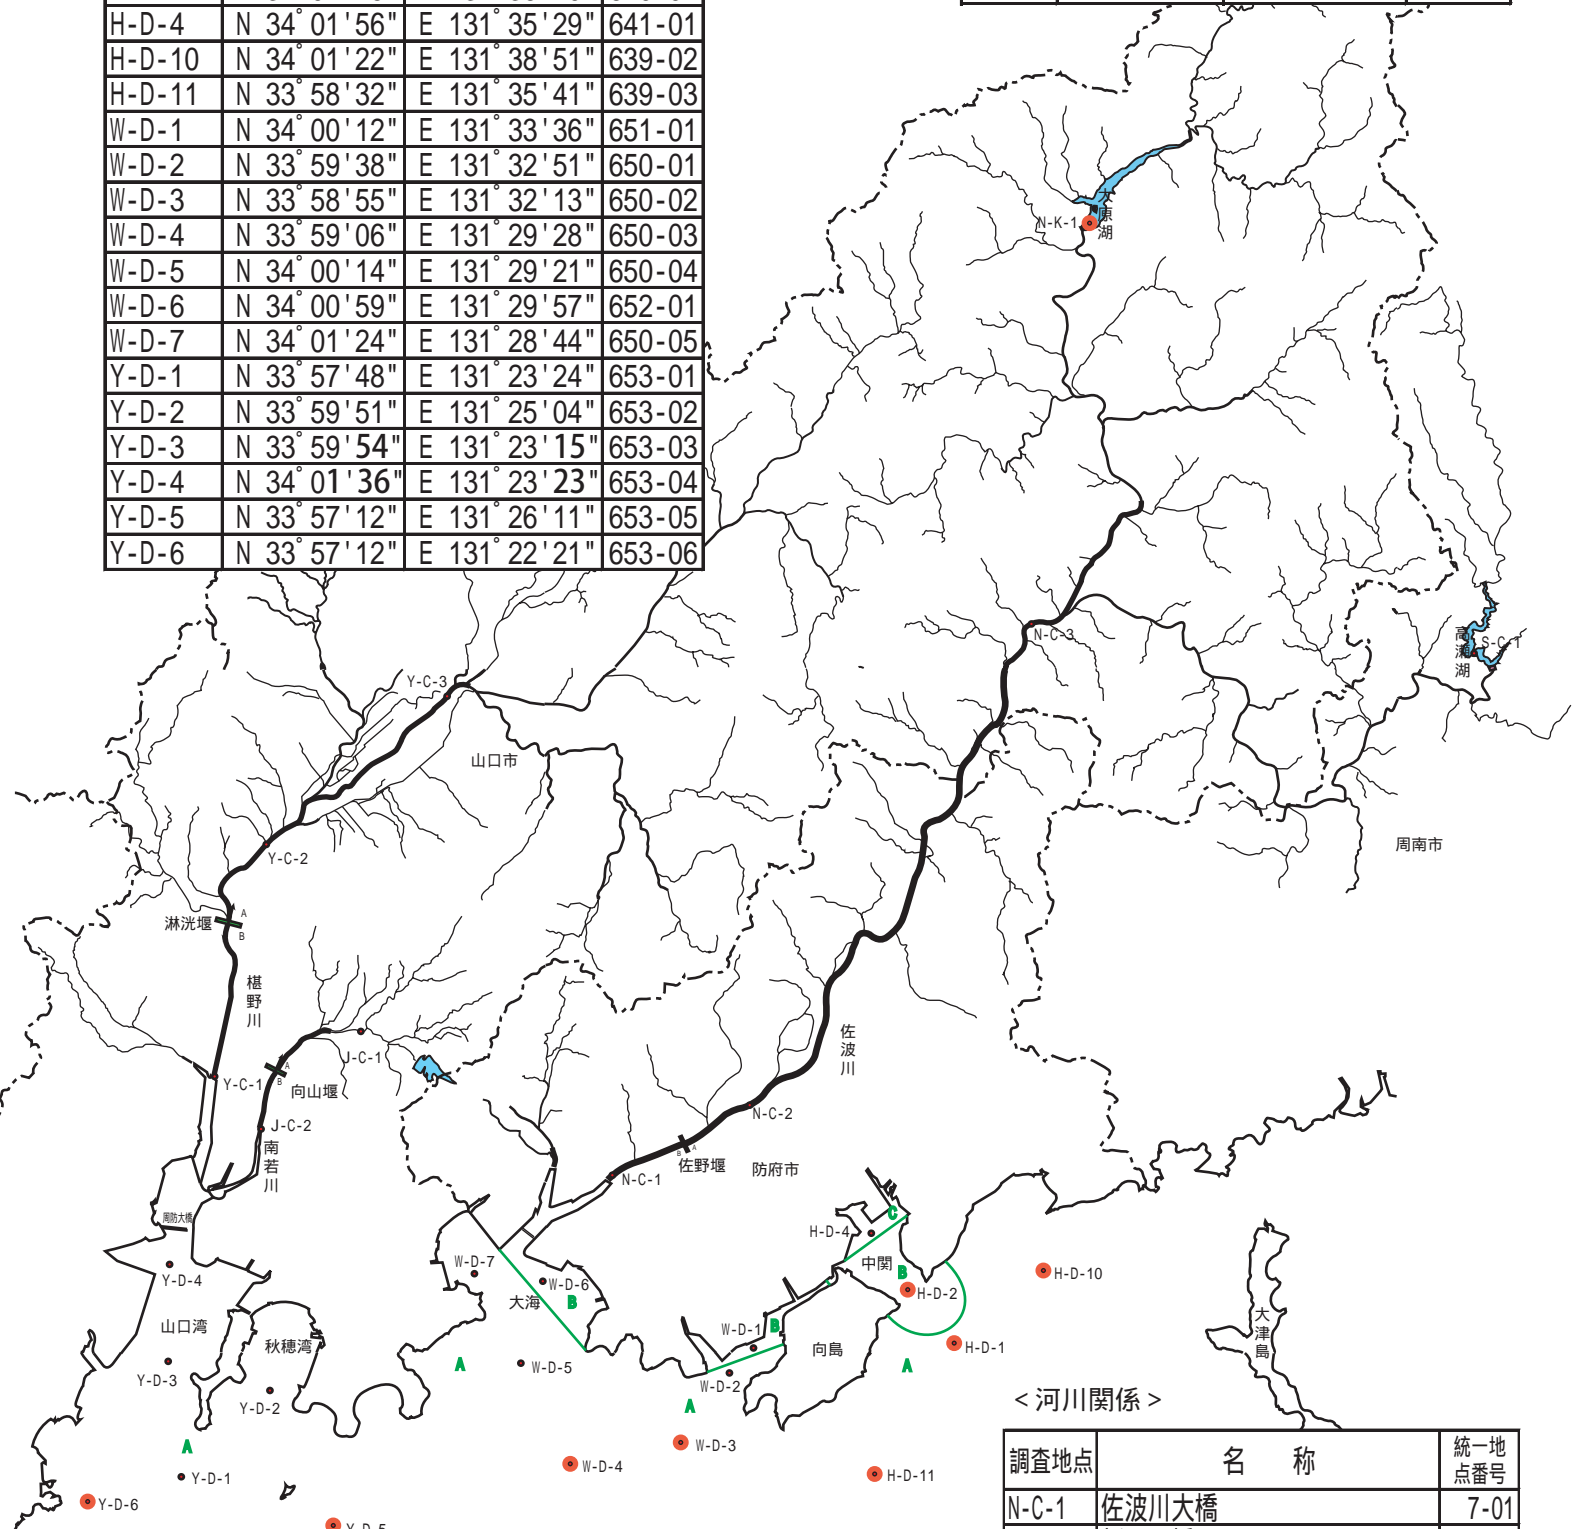 H-D-4 N 34°01'56" E 131°35'29" 641-01
H-D-10 N 34°01'22" E 131°38'51" 639-02
H-D-11 N 33°58'32" E 131°35'41" 639-03
W-D-1 N 34°00'12" E 131°33'36" 651-01
W-D-2 N 33°59'38" E 131°32'51" 650-01
W-D-3 N 33°58'55" E 131°32'13" 650-02
W-D-4 N 33°59'06" E 131°29'28" 650-03
W-D-5 N 34°00'14" E 131°29'21" 650-04
W-D-6 N 34°00'59" E 131°29'57" 652-01
W-D-7 N 34°01'24" E 131°28'44" 650-05
Y-D-1 N 33°57'48" E 131°23'24" 653-01
Y-D-2 N 33°59'51" E 131°25'04" 653-02
Y-D-3 N 33°59'54" E 131°23'15" 653-03
Y-D-4 N 34°01'36" E 131°23'23" 653-04
Y-D-5 N 33°57'12" E 131°26'11" 653-05
Y-D-6 N 33°57'12" E 131°22'21" 653-06
N-K-1
大原湖
N-C-3
高瀬湖
S-C-1
Y-C-3
山口市
周南市
Y-C-2
淋洸堰
A
B
椹野川
佐波川
J-C-1
Y-C-1
A
B
向山堰
J-C-2
南若川
N-C-2
A
B
佐野堰
防府市
N-C-1
周防大橋
Y-D-4
山口湾
秋穂湾
Y-D-3
Y-D-2
A
Y-D-1
Y-D-6
Y-D-5
W-D-7
W-D-6
大海
B
A
W-D-5
W-D-1
B
W-D-2
A
W-D-3
W-D-4
C
H-D-4
中関
B
H-D-2
H-D-10
向島
H-D-1
A
H-D-11
大津島
<河川関係>
調査地点 名 称 統一地点番号
N-C-1 佐波川大橋 7-01